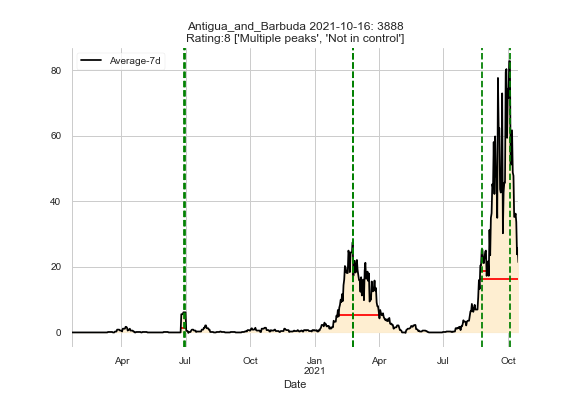 Antigua_and_Barbuda 2021-10-16: 3888
Rating:8 ['Multiple peaks', 'Not in control']
Average-7d
80
60
40
20
0
Apr Jul Oct Jan Apr Jul Oct
2021
Date